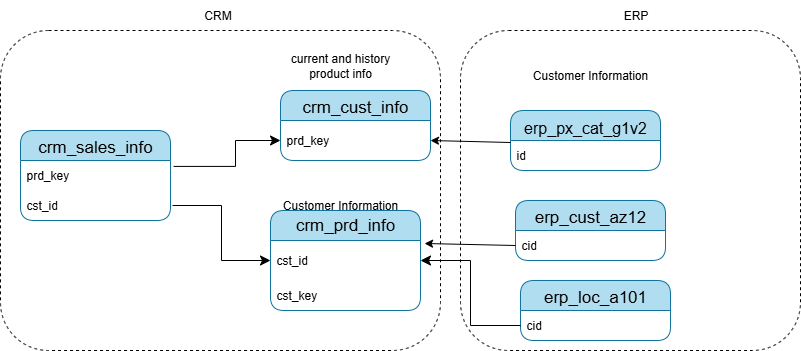 CRM
ERP
current and history
product info
Customer Information
crm_cust_info
prd_key
erp_px_cat_g1v2
id
crm_sales_info
prd_key
cst_id
Customer Information
crm_prd_info
cst_id
cst_key
erp_cust_az12
cid
erp_loc_a101
cid